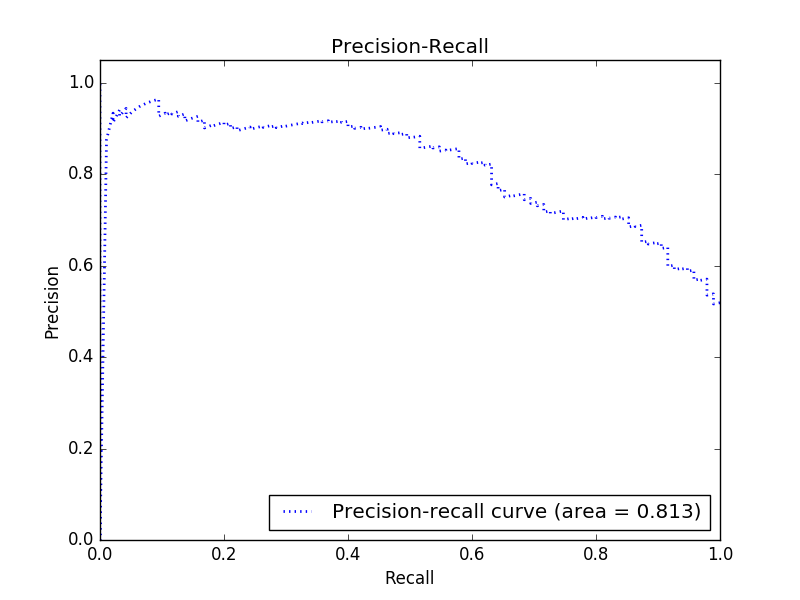 Precision-Recall
1.0
0.8
0.6
0.4
0.2
0.0
Precision
Precision-recall curve (area = 0.813)
0.0 0.2 0.4 0.6 0.8 1.0
Recall